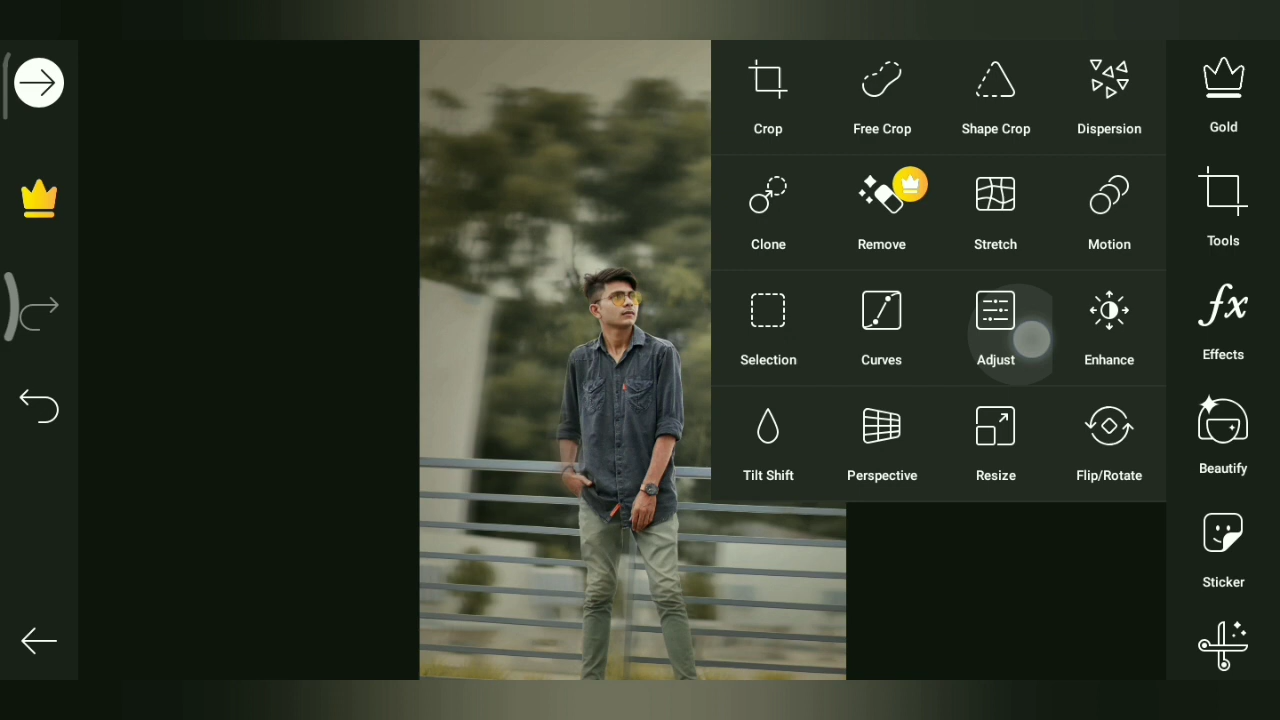 Crop
Free Crop
Shape Crop
Dispersion
Gold
Clone
Remove
Stretch
Motion
Tools
Selection
Curves
Adjust
Enhance
fx
Effects
Tilt Shift
Perspective
Resize
Flip/Rotate
Beautify
Sticker